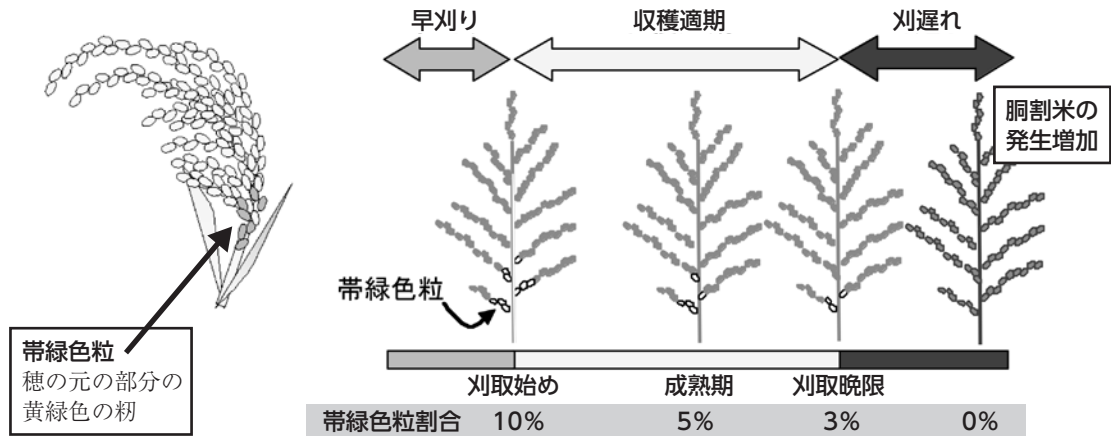 早刈り
収穫適期
刈遅れ
胴割米の
発生増加
帯緑色粒
帯緑色粒
穂の元の部分の
黄緑色の籾
刈取始め
成熟期
刈取晩限
帯緑色粒割合
10%
5%
3%
0%